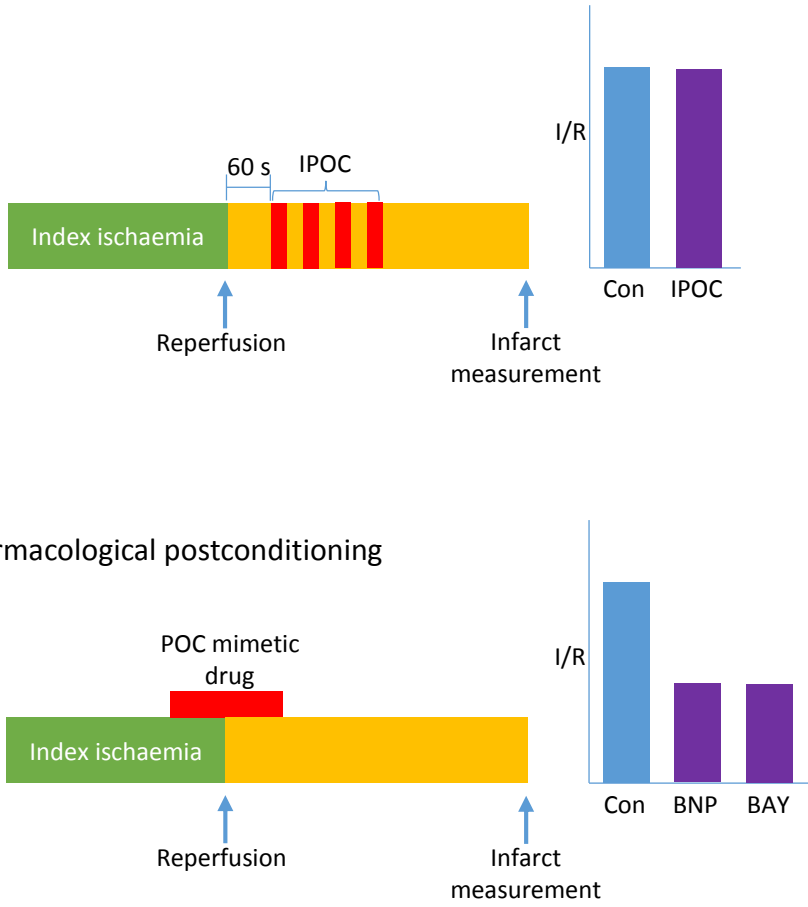 I/R
60 s
IPOC
Index ischaemia
Con
IPOC
Reperfusion
Infarct
measurement
rmacological postconditioning
POC mimetic
drug
I/R
Index ischaemia
Con
BNP
BAY
Reperfusion
Infarct
measurement